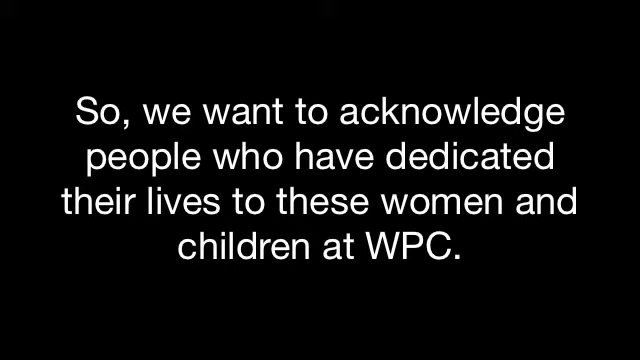 So, we want to acknowledge
people who have dedicated
their lives to these women and
children at WPC.